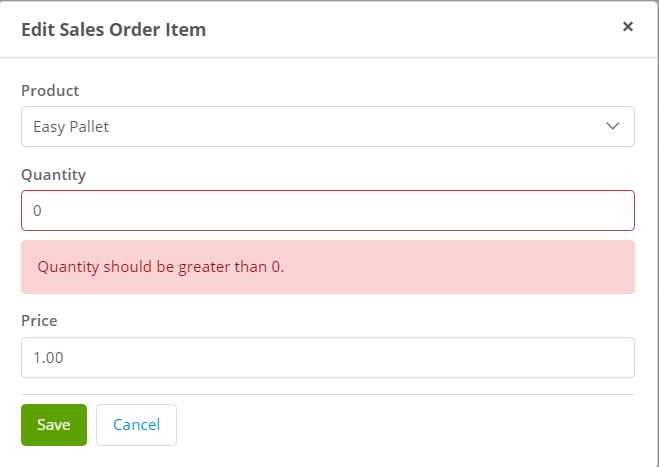 Edit Sales Order Item
×
Product
Easy Pallet
Quantity
0
Quantity should be greater than 0.
Price
1.00
Save Cancel